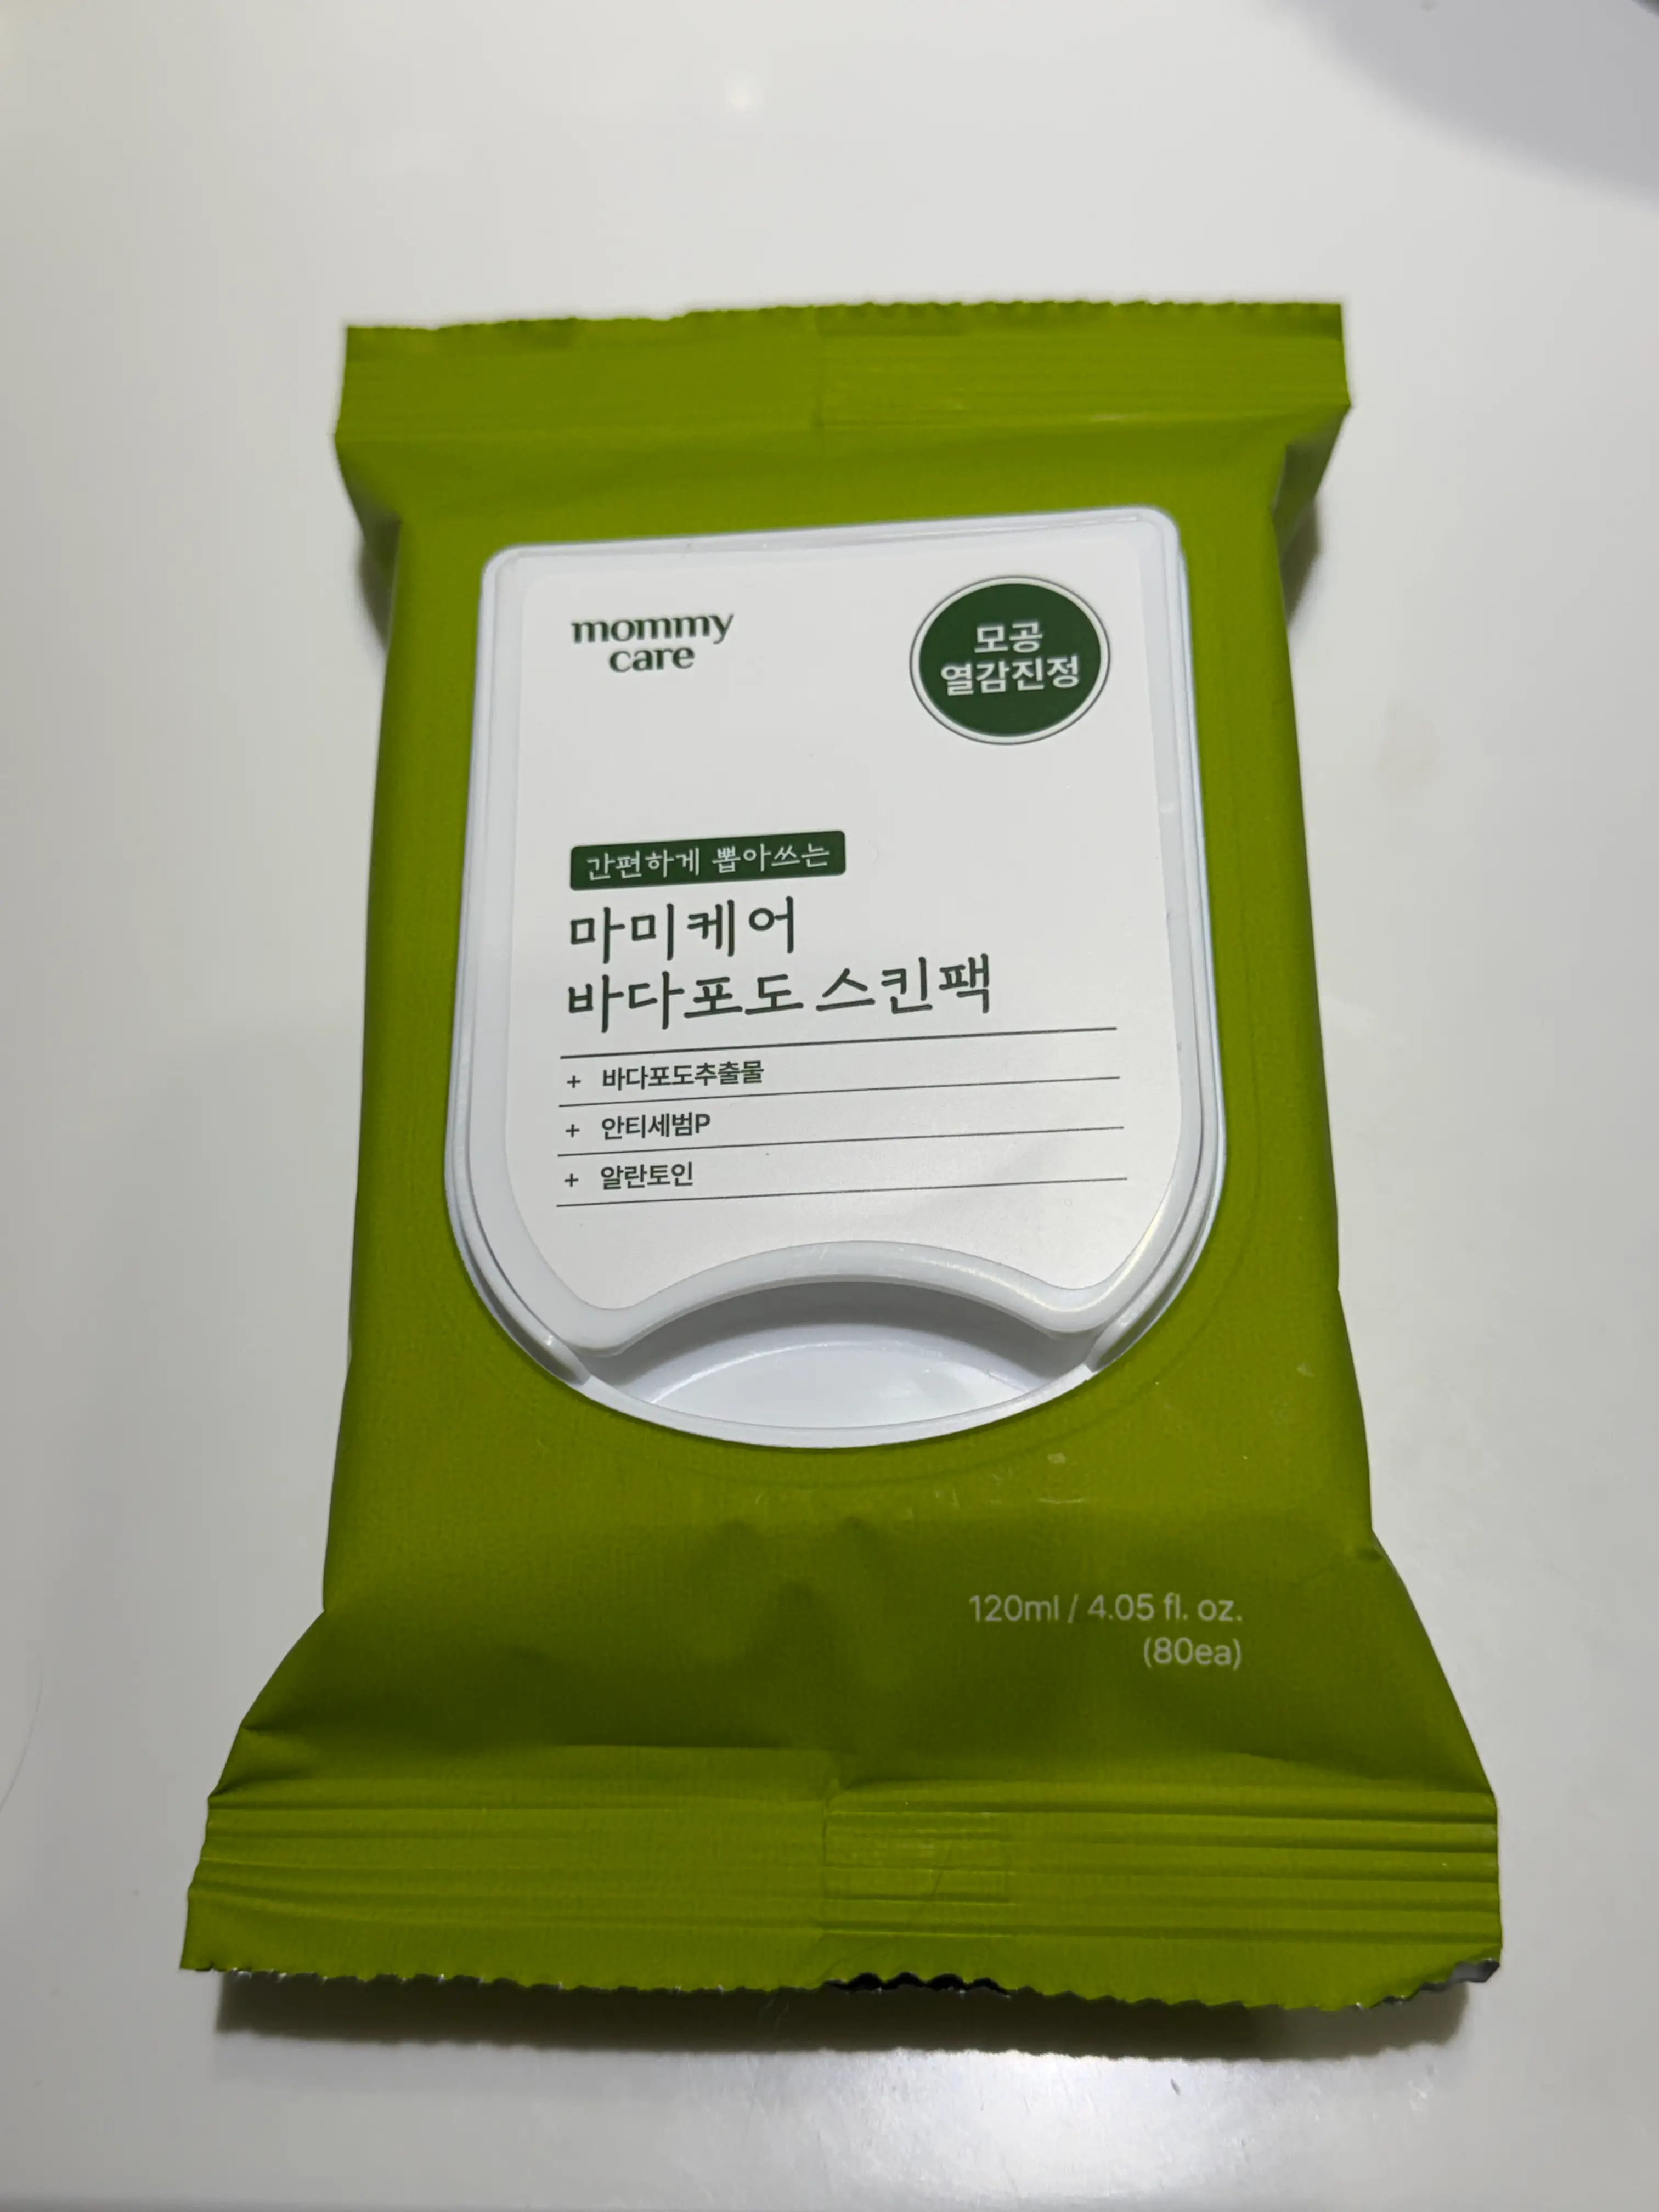 mommy
care
모공
열감진정
간편하게 뽑아쓰는
마미케어
바다포도 스킨팩
+ 바다포도추출물
+ 안티세범P
+ 알란토인
120ml / 4.05 fl. oz.
(80ea)